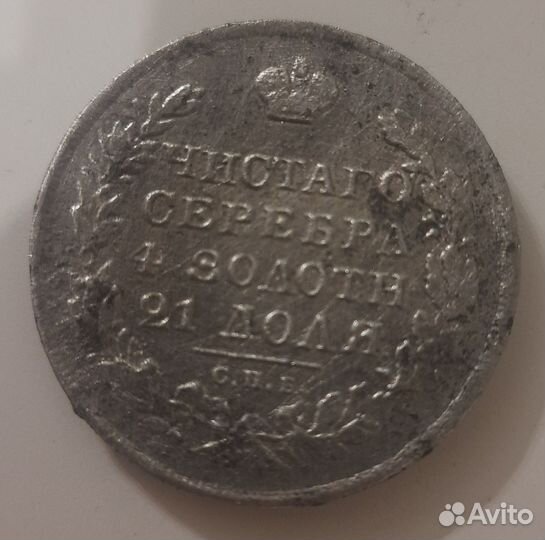 ЧИСТАГО
СЕРЕБРА
4 ЗОЛОТН
21 ДОЛЯ
С.П.Б.
Avito